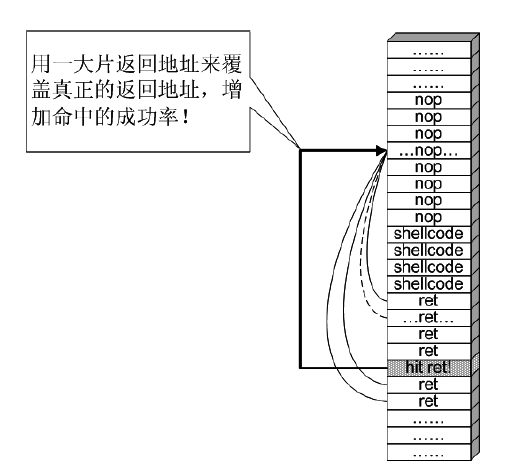 用一大片返回地址来覆
盖真正的返回地址，增
加命中的成功率！
……
……
……
nop
nop
nop
…nop…
nop
nop
nop
nop
shellcode
shellcode
shellcode
shellcode
ret
…ret…
ret
ret
hit ret!
ret
ret
……
……
……